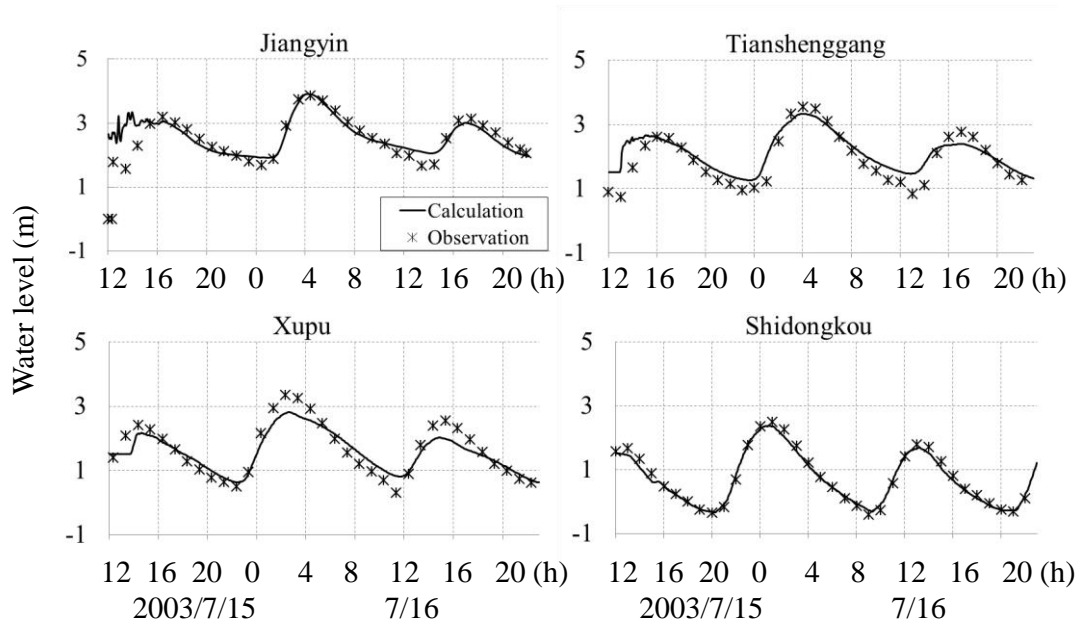 Jiangyin
Tianshenggang
5
3
1
-1
Calculation
Observation
12 16 20 0 4 8 12 16 20 (h)
5
3
1
-1
12 16 20 0 4 8 12 16 20 (h)
Water level (m)
Xupu
Shidongkou
5
3
1
-1
12 16 20 0 4 8 12 16 20 (h)
2003/7/15 7/16
5
3
1
-1
12 16 20 0 4 8 12 16 20 (h)
2003/7/15 7/16